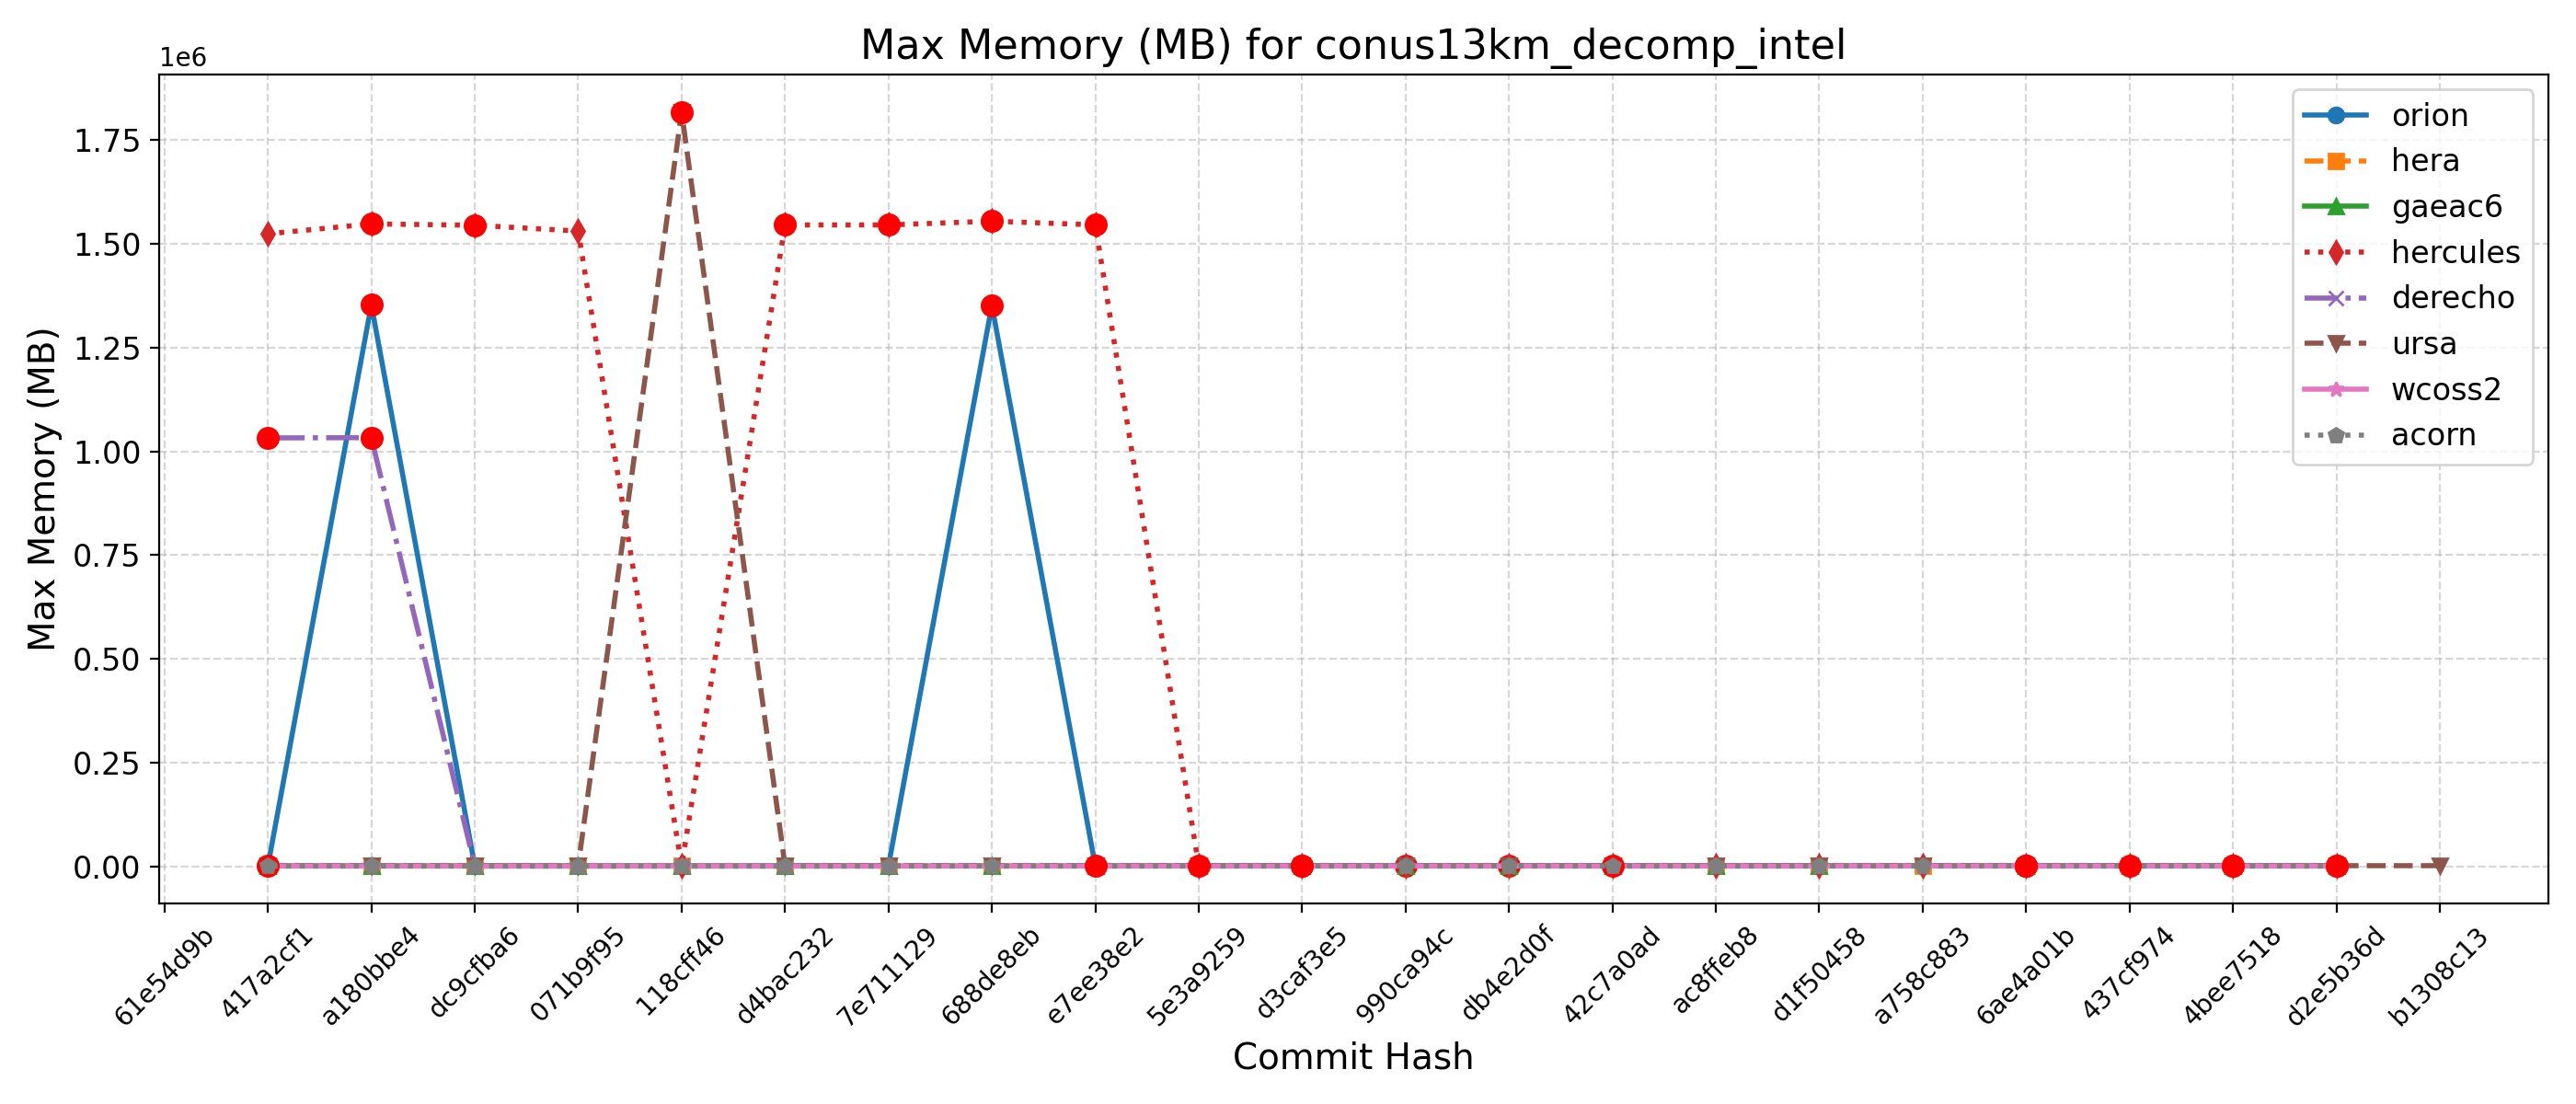 Max Memory (MB) for conus13km_decomp_intel
1e6
1.75
1.50
1.25
1.00
0.75
0.50
0.25
0.00
Max Memory (MB)
orion
hera
gaeac6
hercules
derecho
ursa
wcoss2
acorn
61e54d9b
417a2cf1
a180bbe4
dc9cfba6
071b9f95
118cff46
d4bac232
7e711129
688de8eb
e7ee38e2
5e3a9259
d3caf3e5
990ca94c
db4e2d0f
42c7a0ad
ac8ffeb8
d1f50458
a758c883
6ae4a01b
437cf974
4bee7518
d2e5b36d
b1308c13
Commit Hash